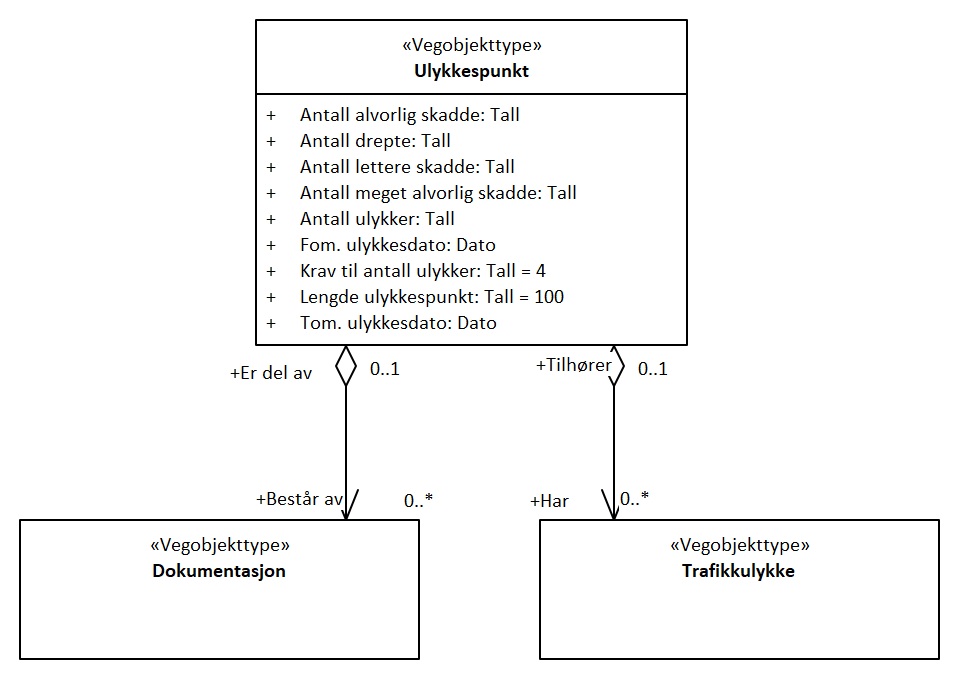 «Vegobjekttype»
Ulykkespunkt
+ Antall alvorlig skadde: Tall
+ Antall drepte: Tall
+ Antall lettere skadde: Tall
+ Antall meget alvorlig skadde: Tall
+ Antall ulykker: Tall
+ Fom. ulykkesdato: Dato
+ Krav til antall ulykker: Tall = 4
+ Lengde ulykkespunkt: Tall = 100
+ Tom. ulykkesdato: Dato
+Er del av 0..1
+Tilhører 0..1
+Består av 0..*
+Har 0..*
«Vegobjekttype»
Dokumentasjon
«Vegobjekttype»
Trafikkulykke